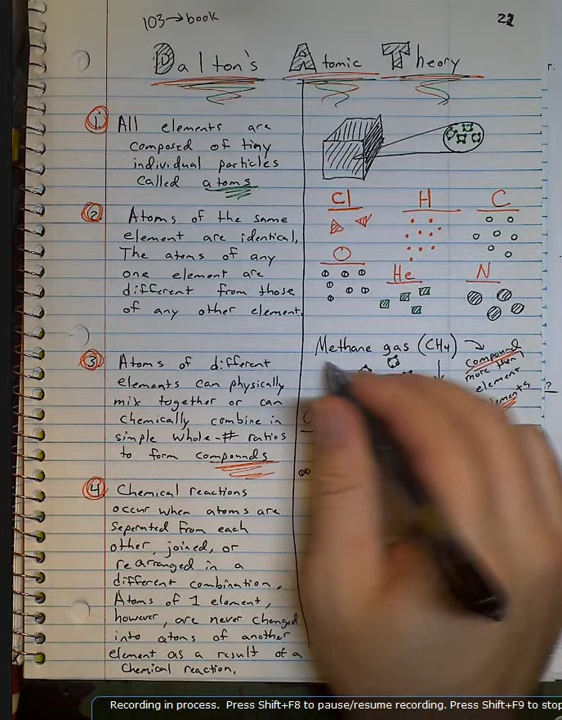 103→book
22
Dalton's Atomic Theory
1 All elements are
composed of tiny
individual particles
called atoms
2 Atoms of the same
element are identical,
The atoms of any
one element are
different from those
of any other element
3 Atoms of different
elements can physically
mix together or can
chemically combine in
simple whole-# ratios
to form compounds
4 Chemical reactions
occur when atoms are
seperated from each
other, joined, or
rearranged in a
different combination.
Atoms of 1 element,
however, are never changed
into atoms of another
element as a result of a
Chemical reaction.
Cl H C
O He N
Methane gas (CH4) → compound
more then 1
element
?
Recording in process. Press Shift+F8 to pause/resume recording. Press Shift+F9 to stop